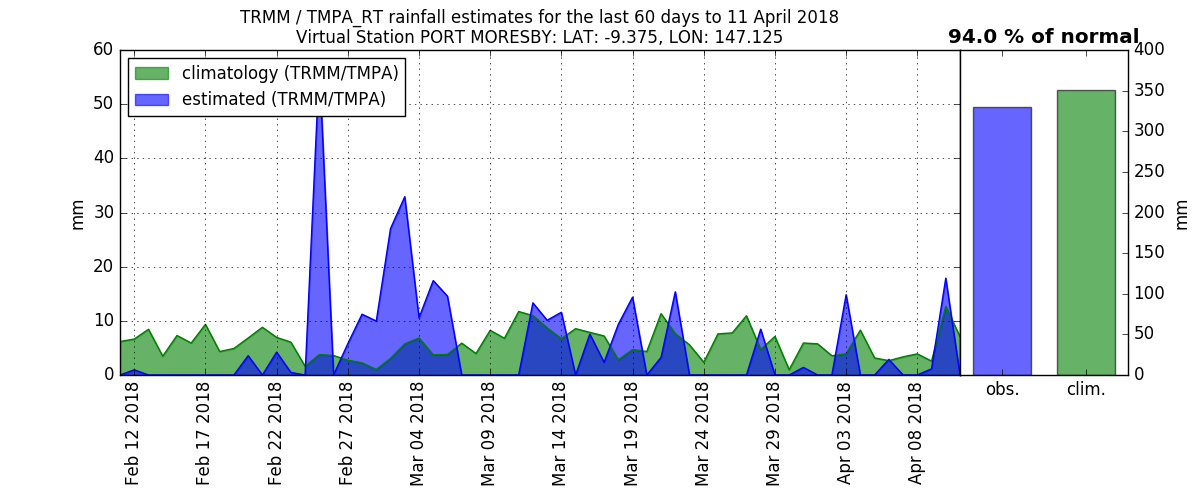 TRMM / TMPA_RT rainfall estimates for the last 60 days to 11 April 2018
Virtual Station PORT MORESBY: LAT: -9.375, LON: 147.125
94.0 % of normal
climatology (TRMM/TMPA)
estimated (TRMM/TMPA)
mm
60
50
40
30
20
10
0
Feb 12 2018
Feb 17 2018
Feb 22 2018
Feb 27 2018
Mar 04 2018
Mar 09 2018
Mar 14 2018
Mar 19 2018
Mar 24 2018
Mar 29 2018
Apr 03 2018
Apr 08 2018
obs.
clim.
400
350
300
250
200
150
100
50
0
mm